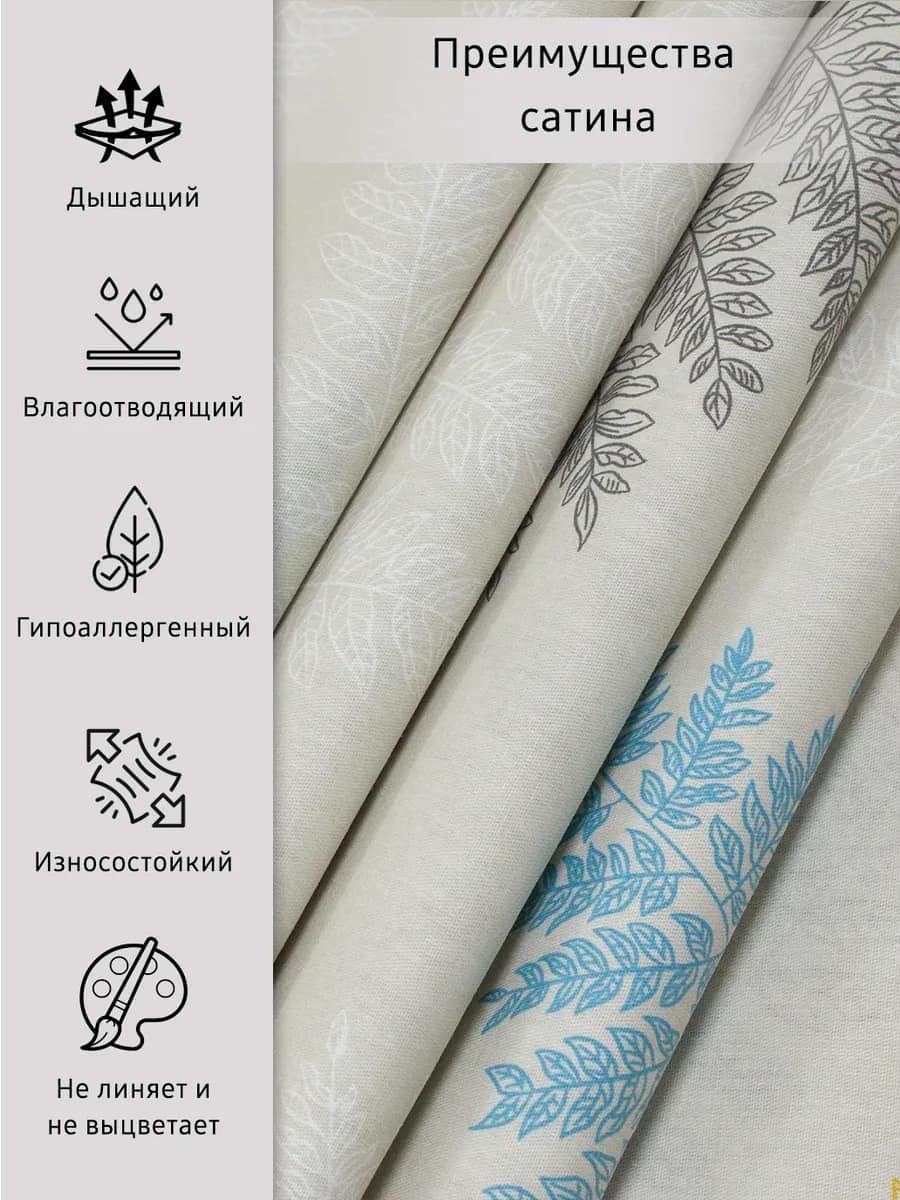 Преимущества
сатина
Дышащий
Влагоотводящий
Гипоаллергенный
Износостойкий
Не линяет и
не выцветает